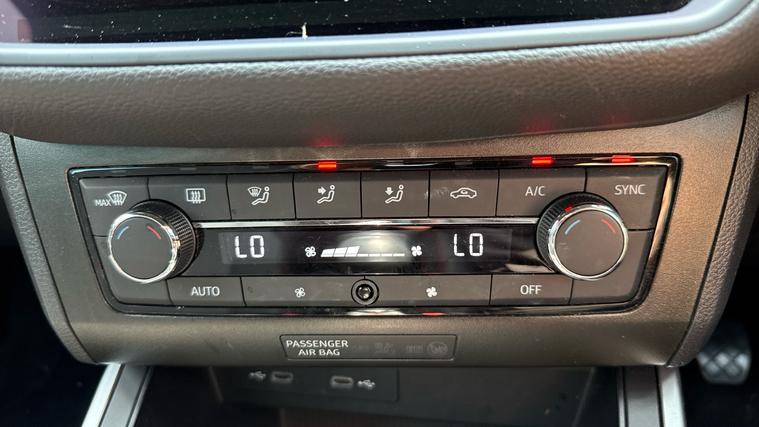 MAX
A/C
SYNC
LO
LO
AUTO
OFF
PASSENGER
AIR BAG